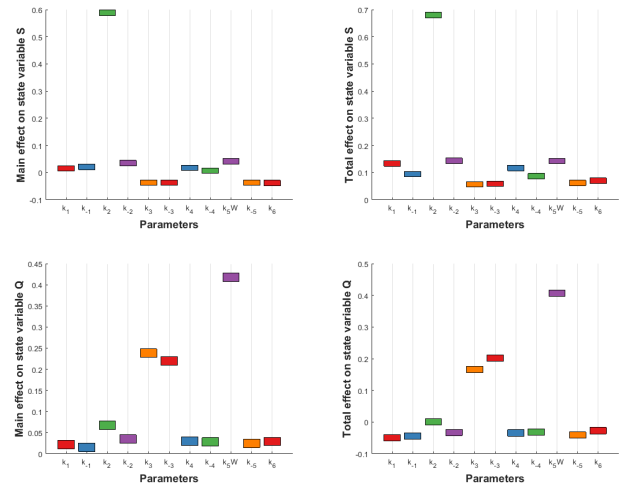 Main effect on state variable S
0.6
0.5
0.4
0.3
0.2
0.1
0
-0.1
k1 k-1 k2 k-2 k3 k-3 k4 k-4 k5W k-5 k6
Parameters
Total effect on state variable S
0.7
0.6
0.5
0.4
0.3
0.2
0.1
0
k1 k-1 k2 k-2 k3 k-3 k4 k-4 k5W k-5 k6
Parameters
Main effect on state variable Q
0.45
0.4
0.35
0.3
0.25
0.2
0.15
0.1
0.05
0
k1 k-1 k2 k-2 k3 k-3 k4 k-4 k5W k-5 k6
Parameters
Total effect on state variable Q
0.5
0.4
0.3
0.2
0.1
0
-0.1
k1 k-1 k2 k-2 k3 k-3 k4 k-4 k5W k-5 k6
Parameters